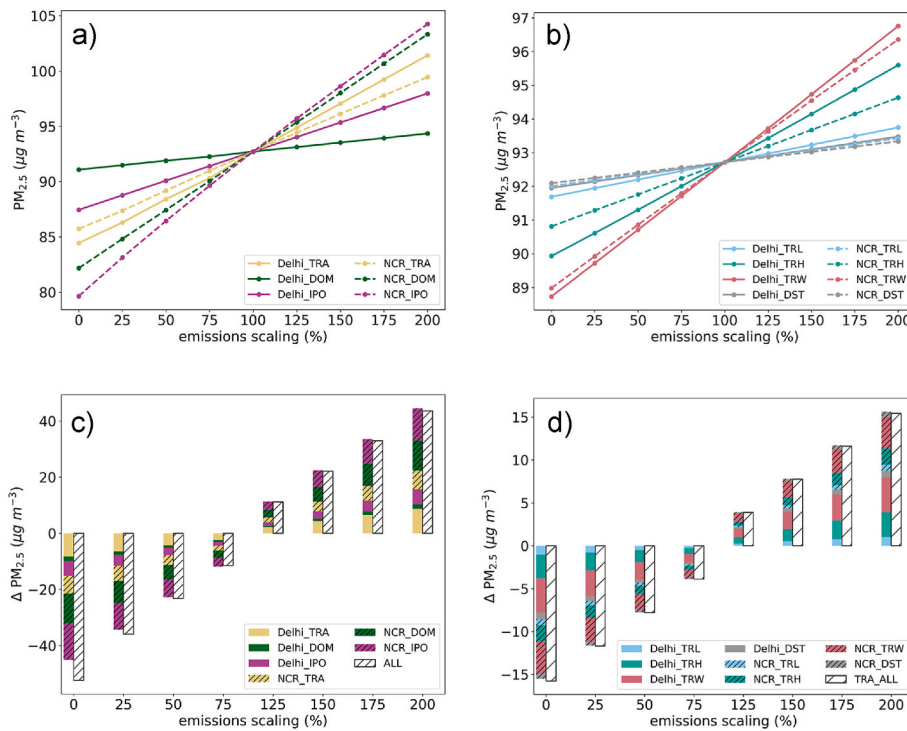 a)
PM2.5 (μg m−3)
105
100
95
90
85
80
Delhi_TRA
Delhi_DOM
Delhi_IPO
NCR_TRA
NCR_DOM
NCR_IPO
0 25 50 75 100 125 150 175 200
emissions scaling (%)
b)
PM2.5 (μg m−3)
97
96
95
94
93
92
91
90
89
Delhi_TRL
Delhi_TRH
Delhi_TRW
Delhi_DST
NCR_TRL
NCR_TRH
NCR_TRW
NCR_DST
0 25 50 75 100 125 150 175 200
emissions scaling (%)
c)
Δ PM2.5 (μg m−3)
40
20
0
−20
−40
Delhi_TRA
Delhi_DOM
Delhi_IPO
NCR_TRA
NCR_DOM
NCR_IPO
ALL
0 25 50 75 125 150 175 200
emissions scaling (%)
d)
Δ PM2.5 (μg m−3)
15
10
5
0
−5
−10
−15
Delhi_TRL
Delhi_TRH
Delhi_TRW
Delhi_DST
NCR_TRL
NCR_TRH
NCR_TRW
NCR_DST
TRA_ALL
0 25 50 75 125 150 175 200
emissions scaling (%)